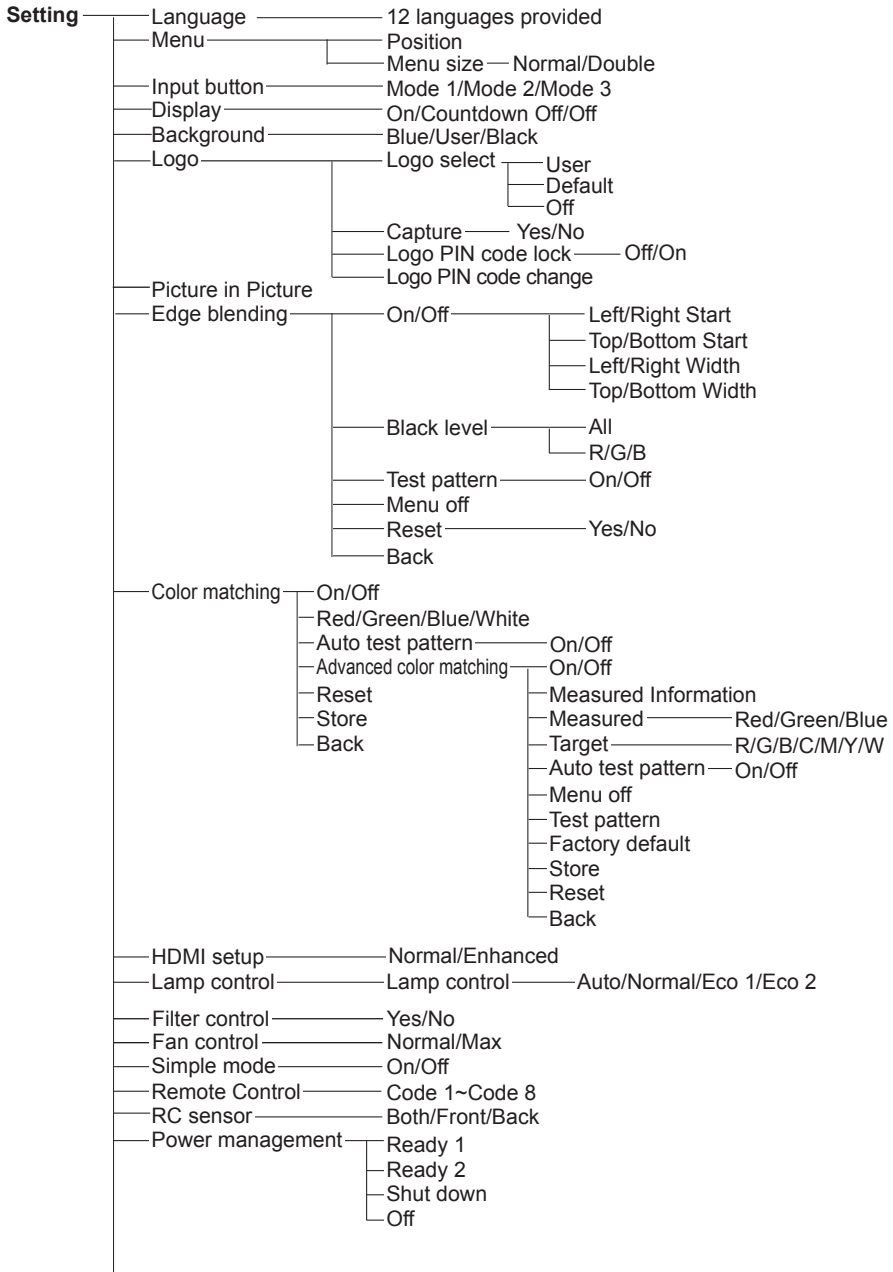 Setting Language 12 languages provided
Menu Position
Menu size Normal/Double
Input button Mode 1/Mode 2/Mode 3
Display On/Countdown Off/Off
Background Blue/User/Black
Logo Logo select User
Default
Off
Capture Yes/No
Logo PIN code lock Off/On
Logo PIN code change
Picture in Picture
Edge blending On/Off Left/Right Start
Top/Bottom Start
Left/Right Width
Top/Bottom Width
Black level All
R/G/B
Test pattern On/Off
Menu off
Reset Yes/No
Back
Color matching On/Off
Red/Green/Blue/White
Auto test pattern On/Off
Advanced color matching On/Off
Reset Measured Information
Store Measured Red/Green/Blue
Back Target R/G/B/C/M/Y/W
Auto test pattern On/Off
Menu off
Test pattern
Factory default
Store
Reset
Back
HDMI setup Normal/Enhanced
Lamp control Lamp control Auto/Normal/Eco 1/Eco 2
Filter control Yes/No
Fan control Normal/Max
Simple mode On/Off
Remote Control Code 1~Code 8
RC sensor Both/Front/Back
Power management Ready 1
Ready 2
Shut down
Off